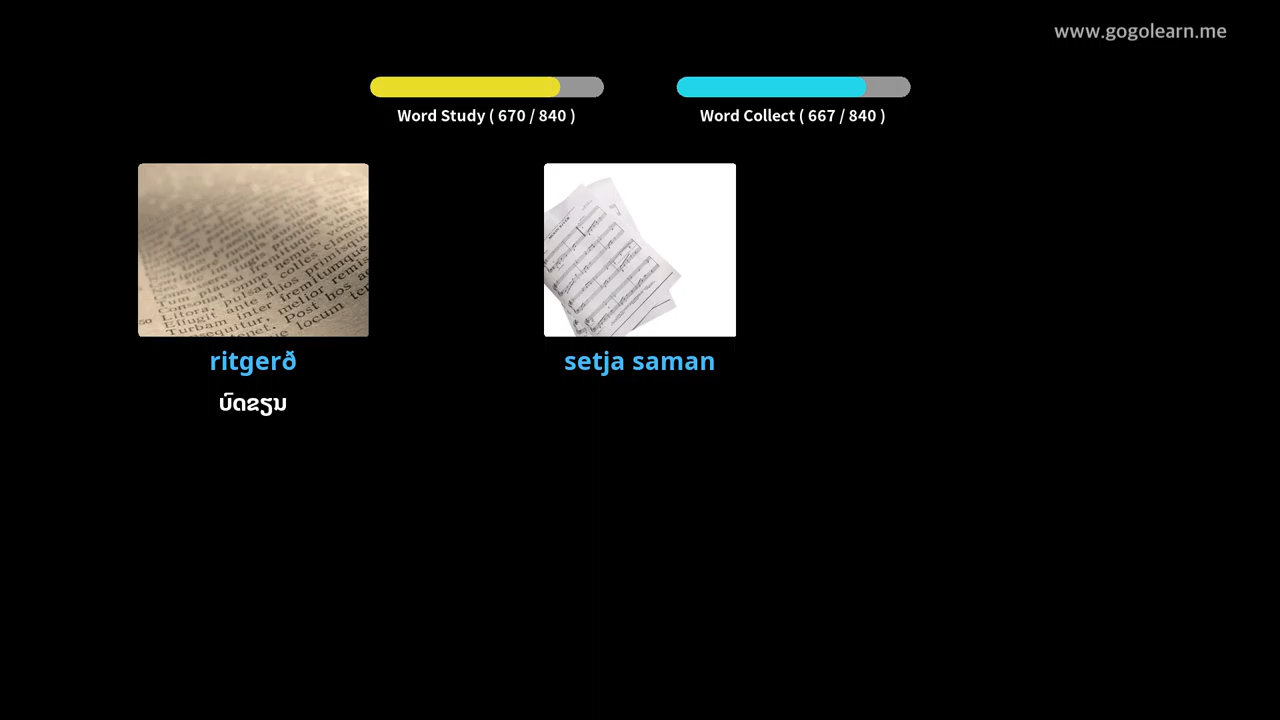 www.gogolearn.me
Word Study ( 670 / 840 )
Word Collect ( 667 / 840 )
ritgerð
ບົດຂຽນ
setja saman